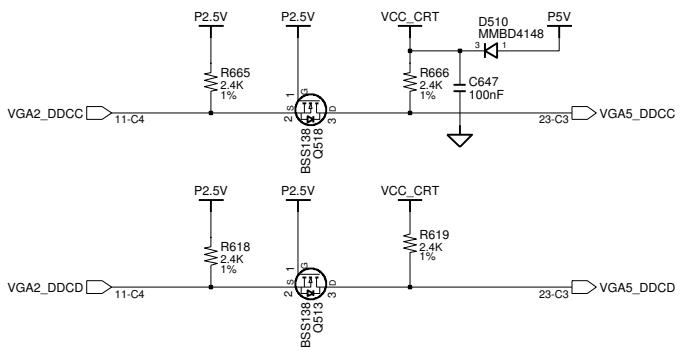 P2.5V
P2.5V
VCC_CRT
D510
MMBD4148
P5V
3
1
R665
2.4K
1%
R666
2.4K
1%
C647
100nF
VGA2_DDCC
11-C4
1
G
S
D
2
3
BSS138
Q518
23-C3
VGA5_DDCC
P2.5V
P2.5V
VCC_CRT
R618
2.4K
1%
R619
2.4K
1%
VGA2_DDCD
11-C4
1
G
S
D
2
3
BSS138
Q513
23-C3
VGA5_DDCD